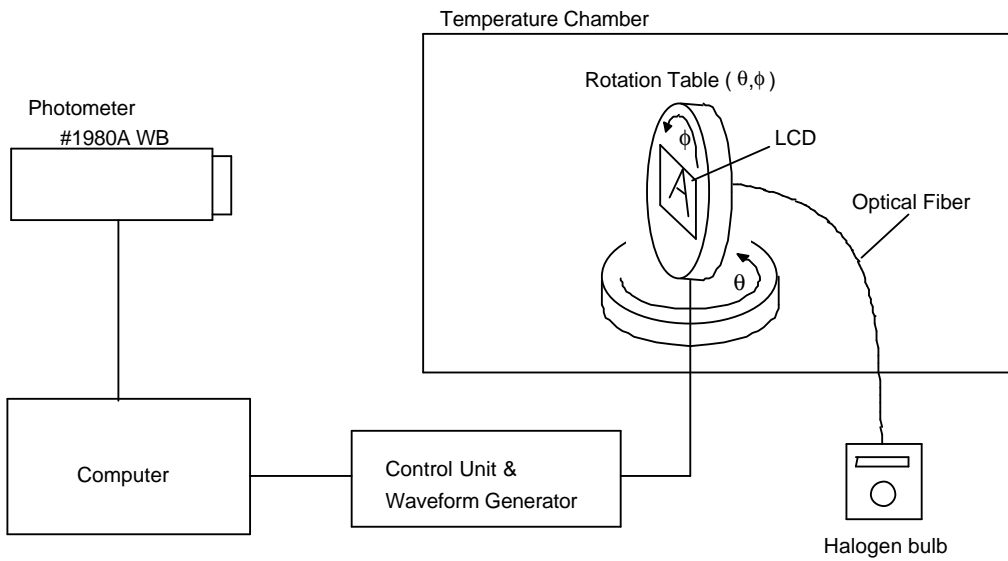 Temperature Chamber
Rotation Table ( θ,ϕ )
Photometer
#1980A WB
ϕ
LCD
A
Optical Fiber
θ
Computer
Control Unit &
Waveform Generator
Halogen bulb